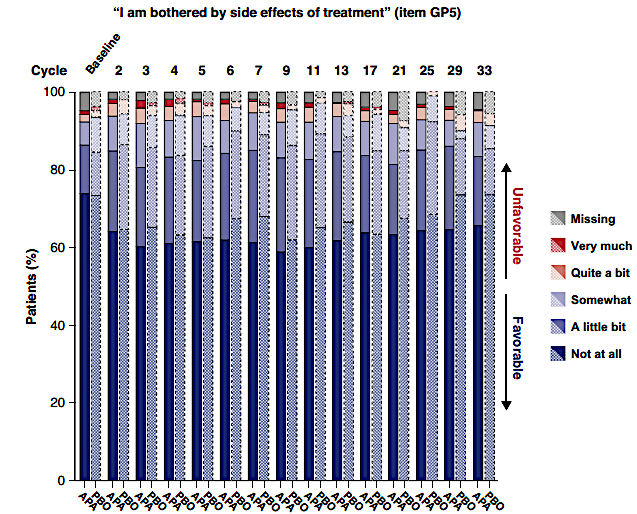 “I am bothered by side effects of treatment” (item GP5)
Cycle Baseline 2 3 4 5 6 7 9 11 13 17 21 25 29 33
100
80
60
40
20
0
Patients (%)
Unfavorable
Favorable
Missing
Very much
Quite a bit
Somewhat
A little bit
Not at all
APA PBO APA PBO APA PBO APA PBO APA PBO APA PBO APA PBO APA PBO APA PBO APA PBO APA PBO APA PBO APA PBO APA PBO APA PBO